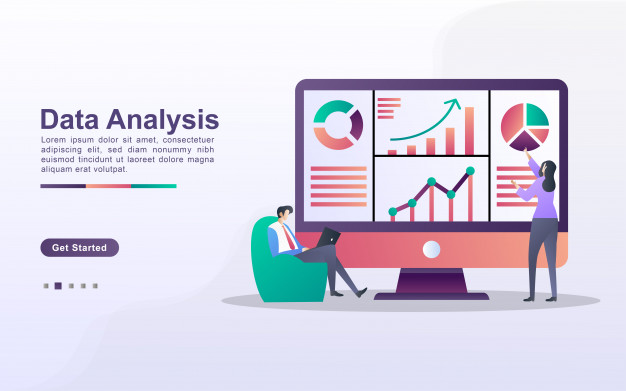 Data Analysis
Lorem ipsum dolor sit amet, consectetuer
adipiscing elit, sed diam nonummy nibh
euismod tincidunt ut laoreet dolore magna
aliquam erat volutpat.
Get Started